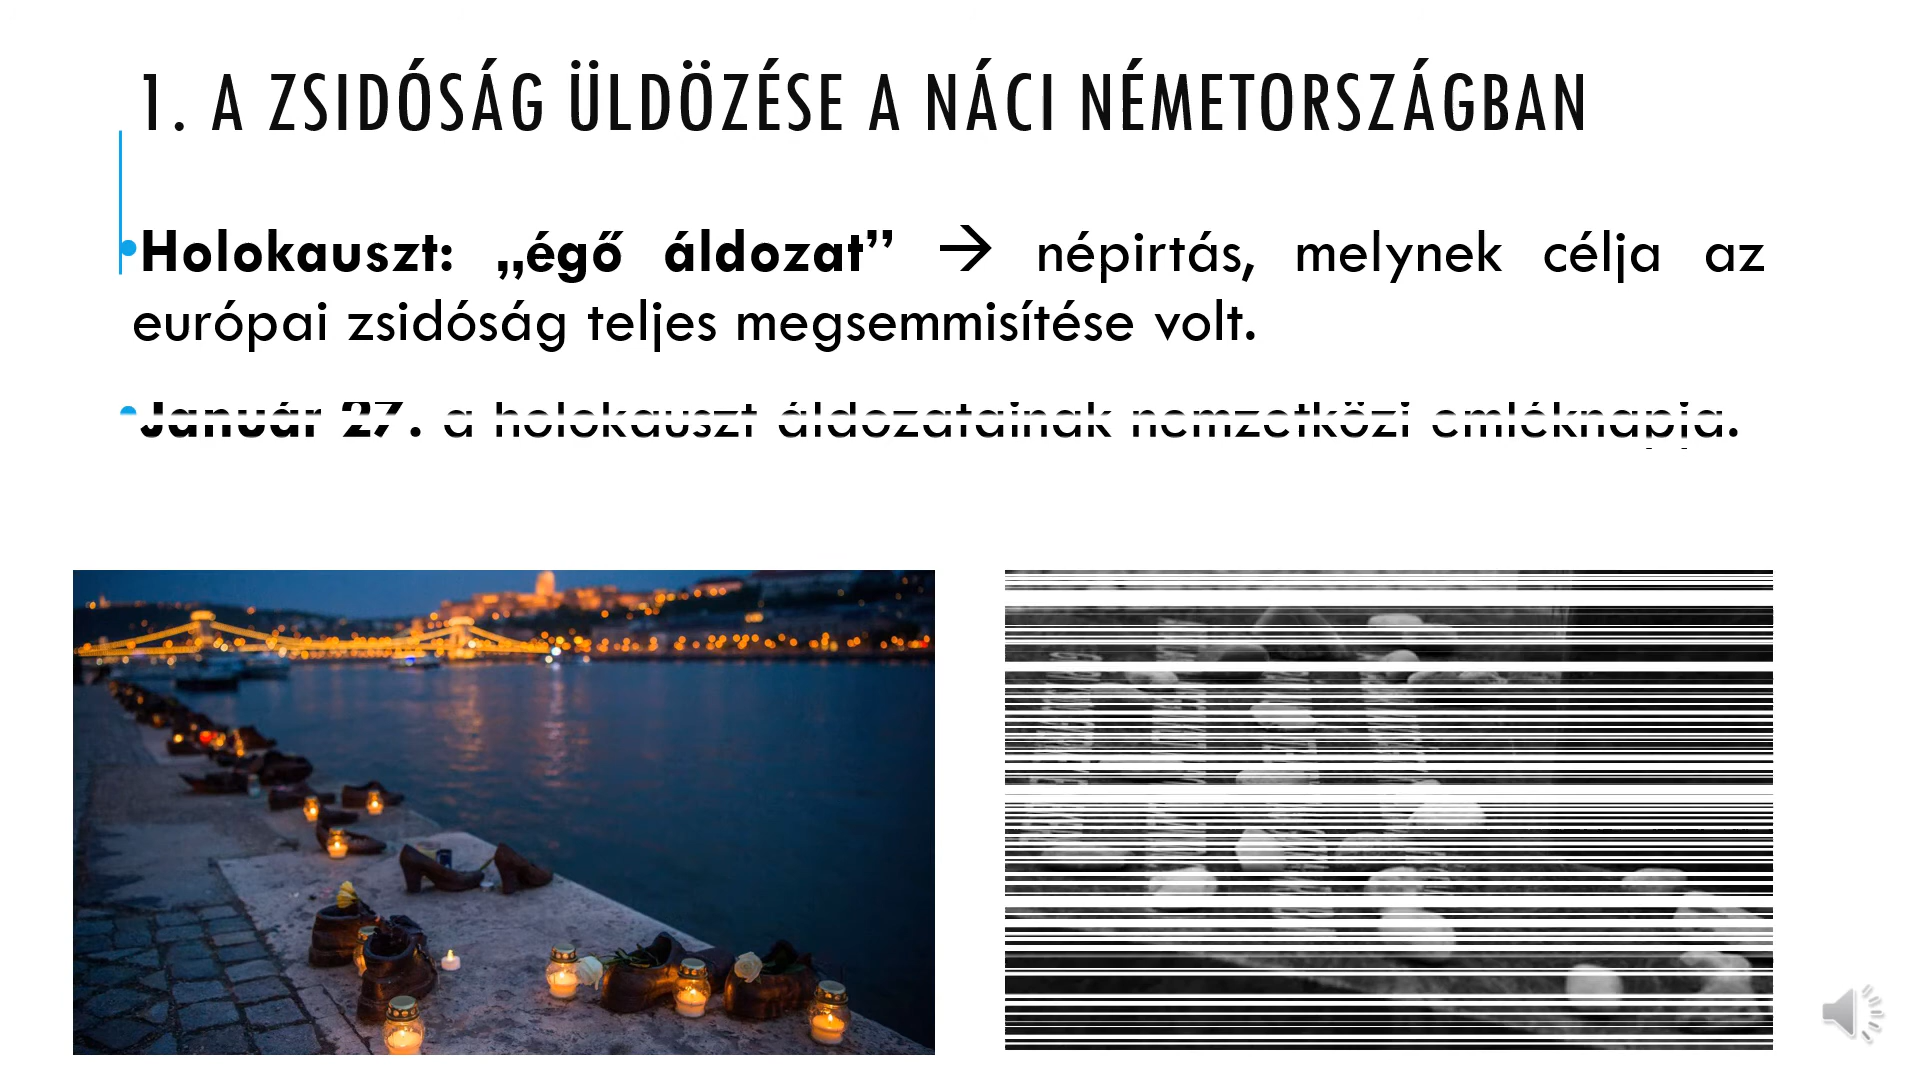 1. A ZSIDÓSÁG ÜLDÖZÉSE A NÁCI NÉMETORSZÁGBAN
•Holokauszt: „égő áldozat” → népirtás, melynek célja az
európai zsidóság teljes megsemmisítése volt.
•Január 27. a holokauszt áldozatainak nemzetközi emléknapja.